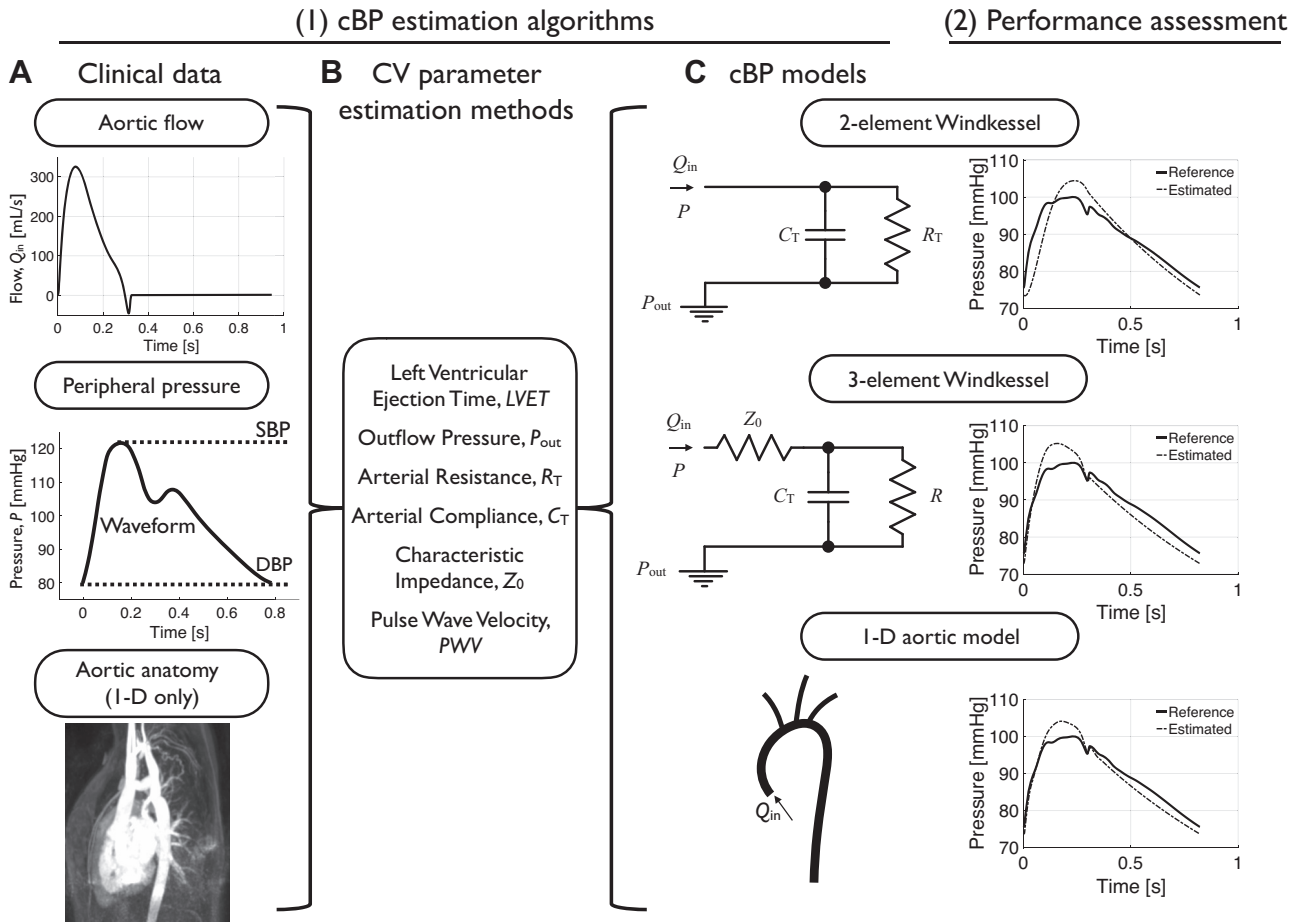 (1) cBP estimation algorithms
(2) Performance assessment
A Clinical data
B CV parameter
estimation methods
C cBP models
Aortic flow
Flow, Qin [mL/s]
300
200
100
0
0 0.2 0.4 0.6 0.8 1
Time [s]
Peripheral pressure
Pressure, P [mmHg]
120
100
90
80
SBP
Waveform
DBP
0 0.2 0.4 0.6 0.8
Time [s]
Aortic anatomy
(1-D only)
Left Ventricular
Ejection Time, LVET
Outflow Pressure, Pout
Arterial Resistance, RT
Arterial Compliance, CT
Characteristic
Impedance, Z0
Pulse Wave Velocity,
PWV
2-element Windkessel
Qin
P
CT
RT
Pout
Pressure [mmHg]
110
100
90
80
70
Reference
Estimated
0 0.5 1
Time [s]
3-element Windkessel
Qin
P
Z0
CT
R
Pout
Pressure [mmHg]
110
100
90
80
70
Reference
Estimated
0 0.5 1
Time [s]
1-D aortic model
Qin
Pressure [mmHg]
110
100
90
80
70
Reference
Estimated
0 0.5 1
Time [s]